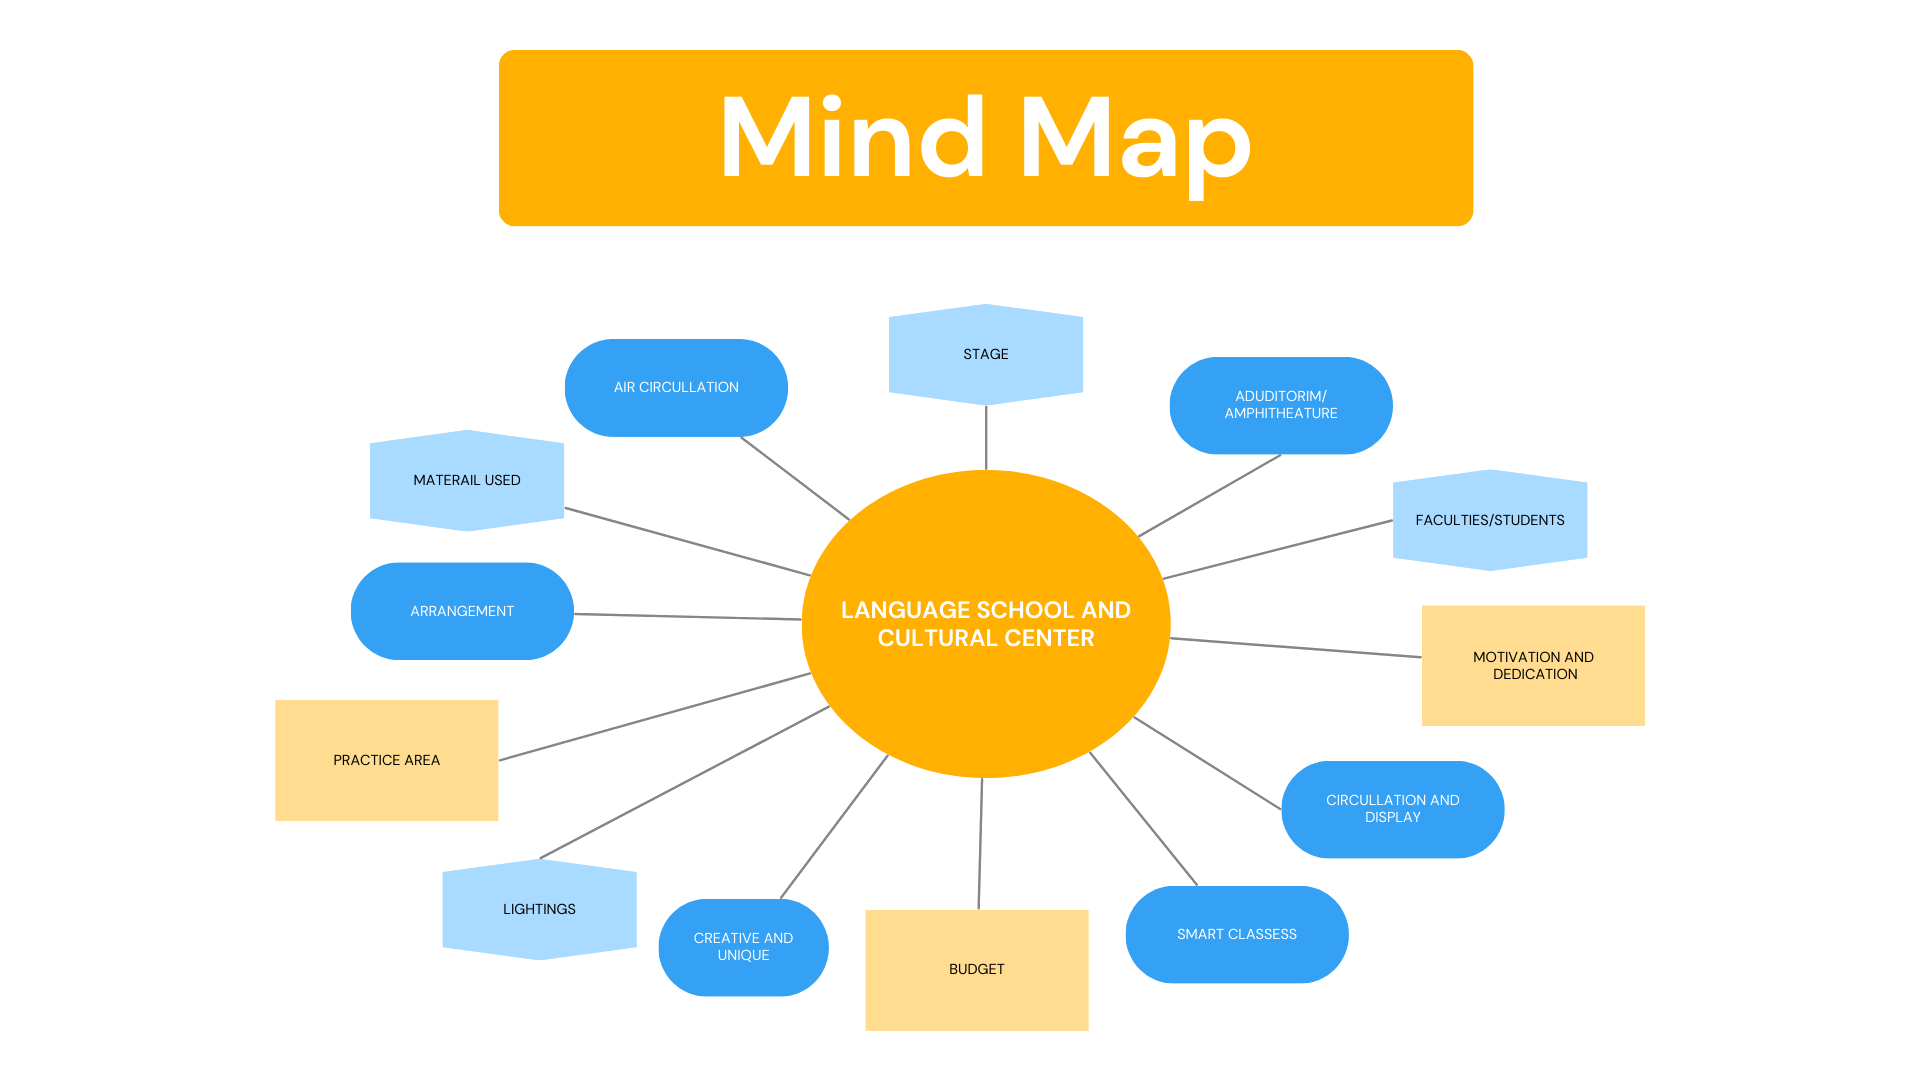 Mind Map
STAGE
AIR CIRCULLATION
ADUDITORIM/
AMPHITHEATURE
MATERAIL USED
FACULTIES/STUDENTS
ARRANGEMENT
LANGUAGE SCHOOL AND
CULTURAL CENTER
MOTIVATION AND
DEDICATION
PRACTICE AREA
CIRCULLATION AND
DISPLAY
LIGHTINGS
CREATIVE AND
UNIQUE
BUDGET
SMART CLASSESS